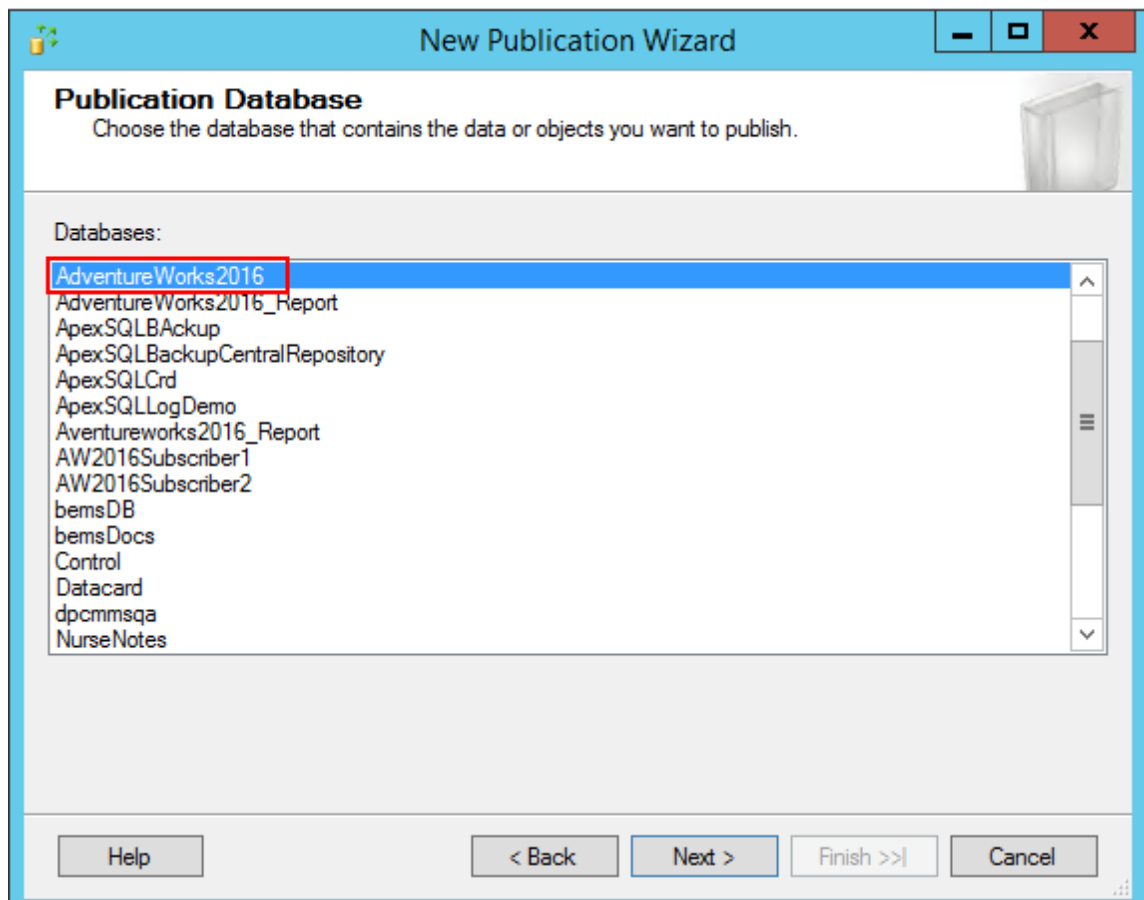 New Publication Wizard
Publication Database
Choose the database that contains the data or objects you want to publish.
Databases:
AdventureWorks2016
AdventureWorks2016_Report
ApexSQLBAckup
ApexSQLBackupCentralRepository
ApexSQLCrd
ApexSQLLogDemo
Aventureworks2016_Report
AW2016Subscriber1
AW2016Subscriber2
bemsDB
bemsDocs
Control
Datacard
dpcmmsqa
NurseNotes
Help
< Back
Next >
Finish >>|
Cancel